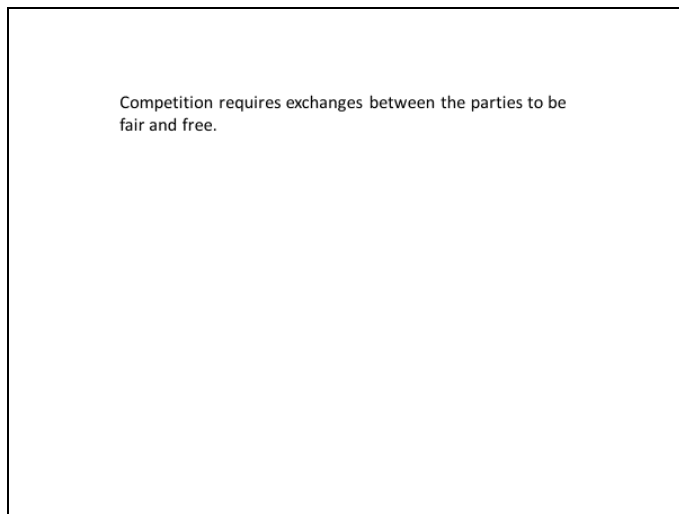 Competition requires exchanges between the parties to be
fair and free.